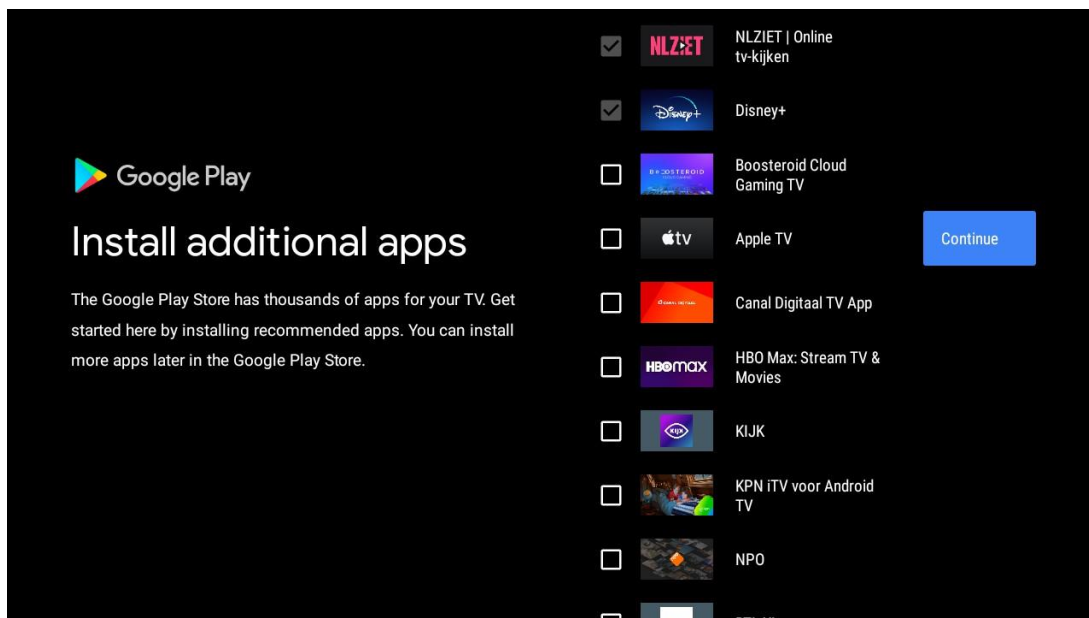 Google Play
Install additional apps
The Google Play Store has thousands of apps for your TV. Get
started here by installing recommended apps. You can install
more apps later in the Google Play Store.
NLZIET
NLZIET | Online
tv-kijken
Disney+
Disney+
BOOSTEROID
Boosteroid Cloud
Gaming TV
tv
Apple TV
CANAL DIGITAAL
Canal Digitaal TV App
HBOmax
HBO Max: Stream TV &
Movies
KIJK
KIJK
KPN iTV voor Android
TV
NPO
Continue